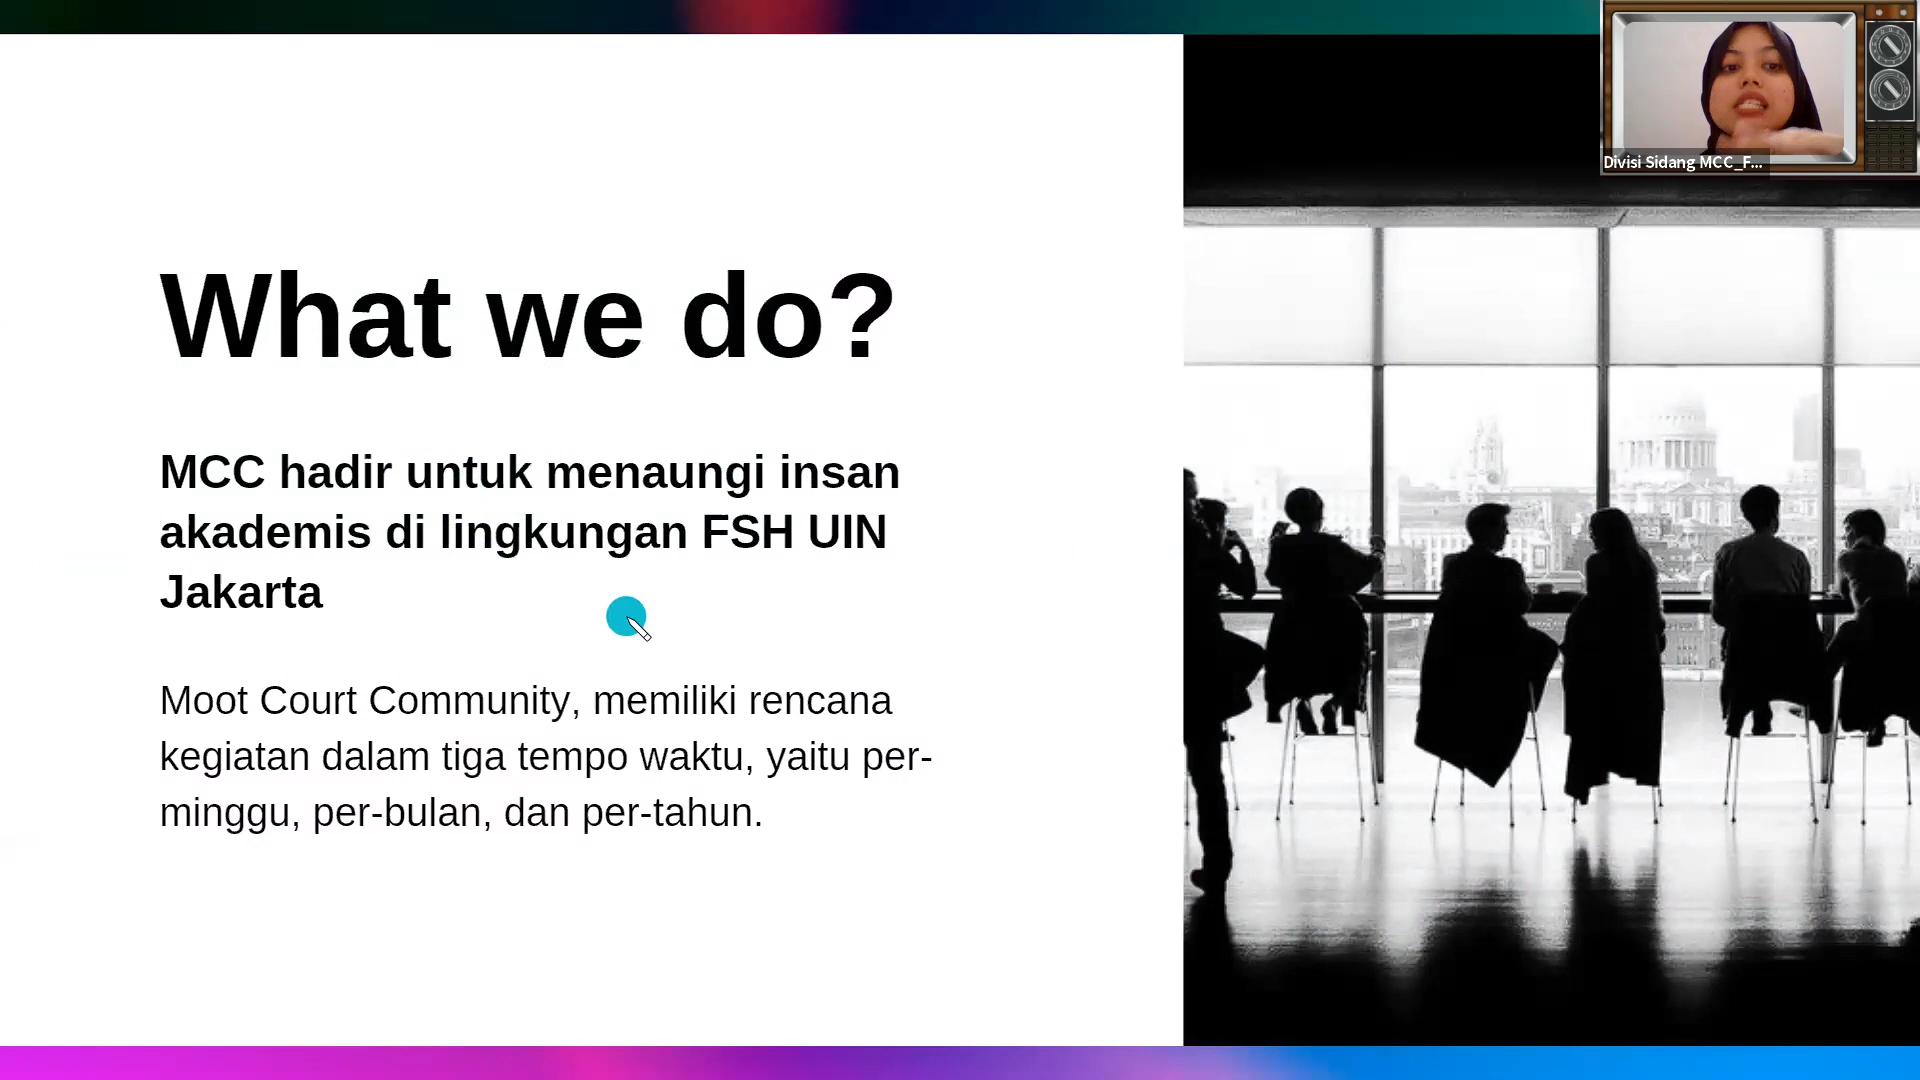 Divisi Sidang MCC_F...
What we do?
MCC hadir untuk menaungi insan
akademis di lingkungan FSH UIN
Jakarta
Moot Court Community, memiliki rencana
kegiatan dalam tiga tempo waktu, yaitu per-
minggu, per-bulan, dan per-tahun.